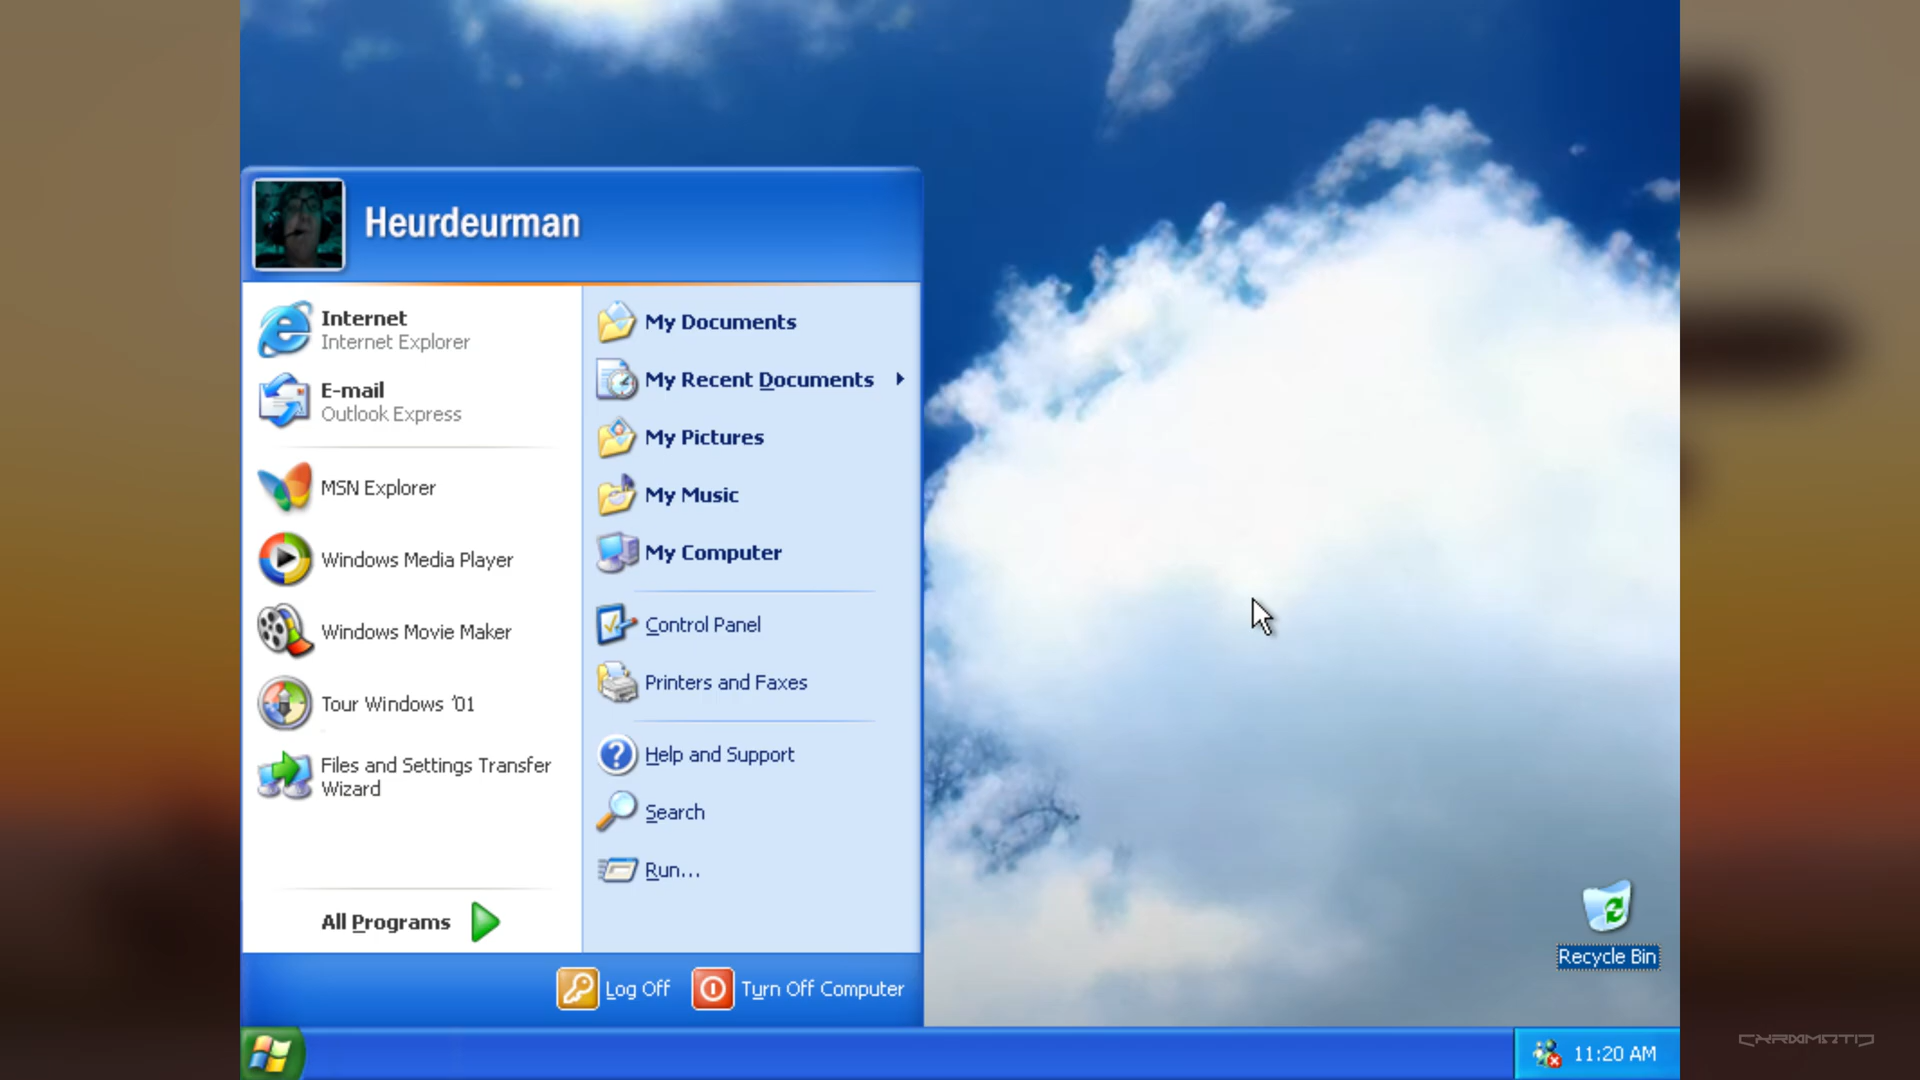 Heurdeurman
Internet
Internet Explorer
E-mail
Outlook Express
MSN Explorer
Windows Media Player
Windows Movie Maker
Tour Windows '01
Files and Settings Transfer
Wizard
All Programs
My Documents
My Recent Documents
My Pictures
My Music
My Computer
Control Panel
Printers and Faxes
Help and Support
Search
Run...
Log Off
Turn Off Computer
Recycle Bin
11:20 AM